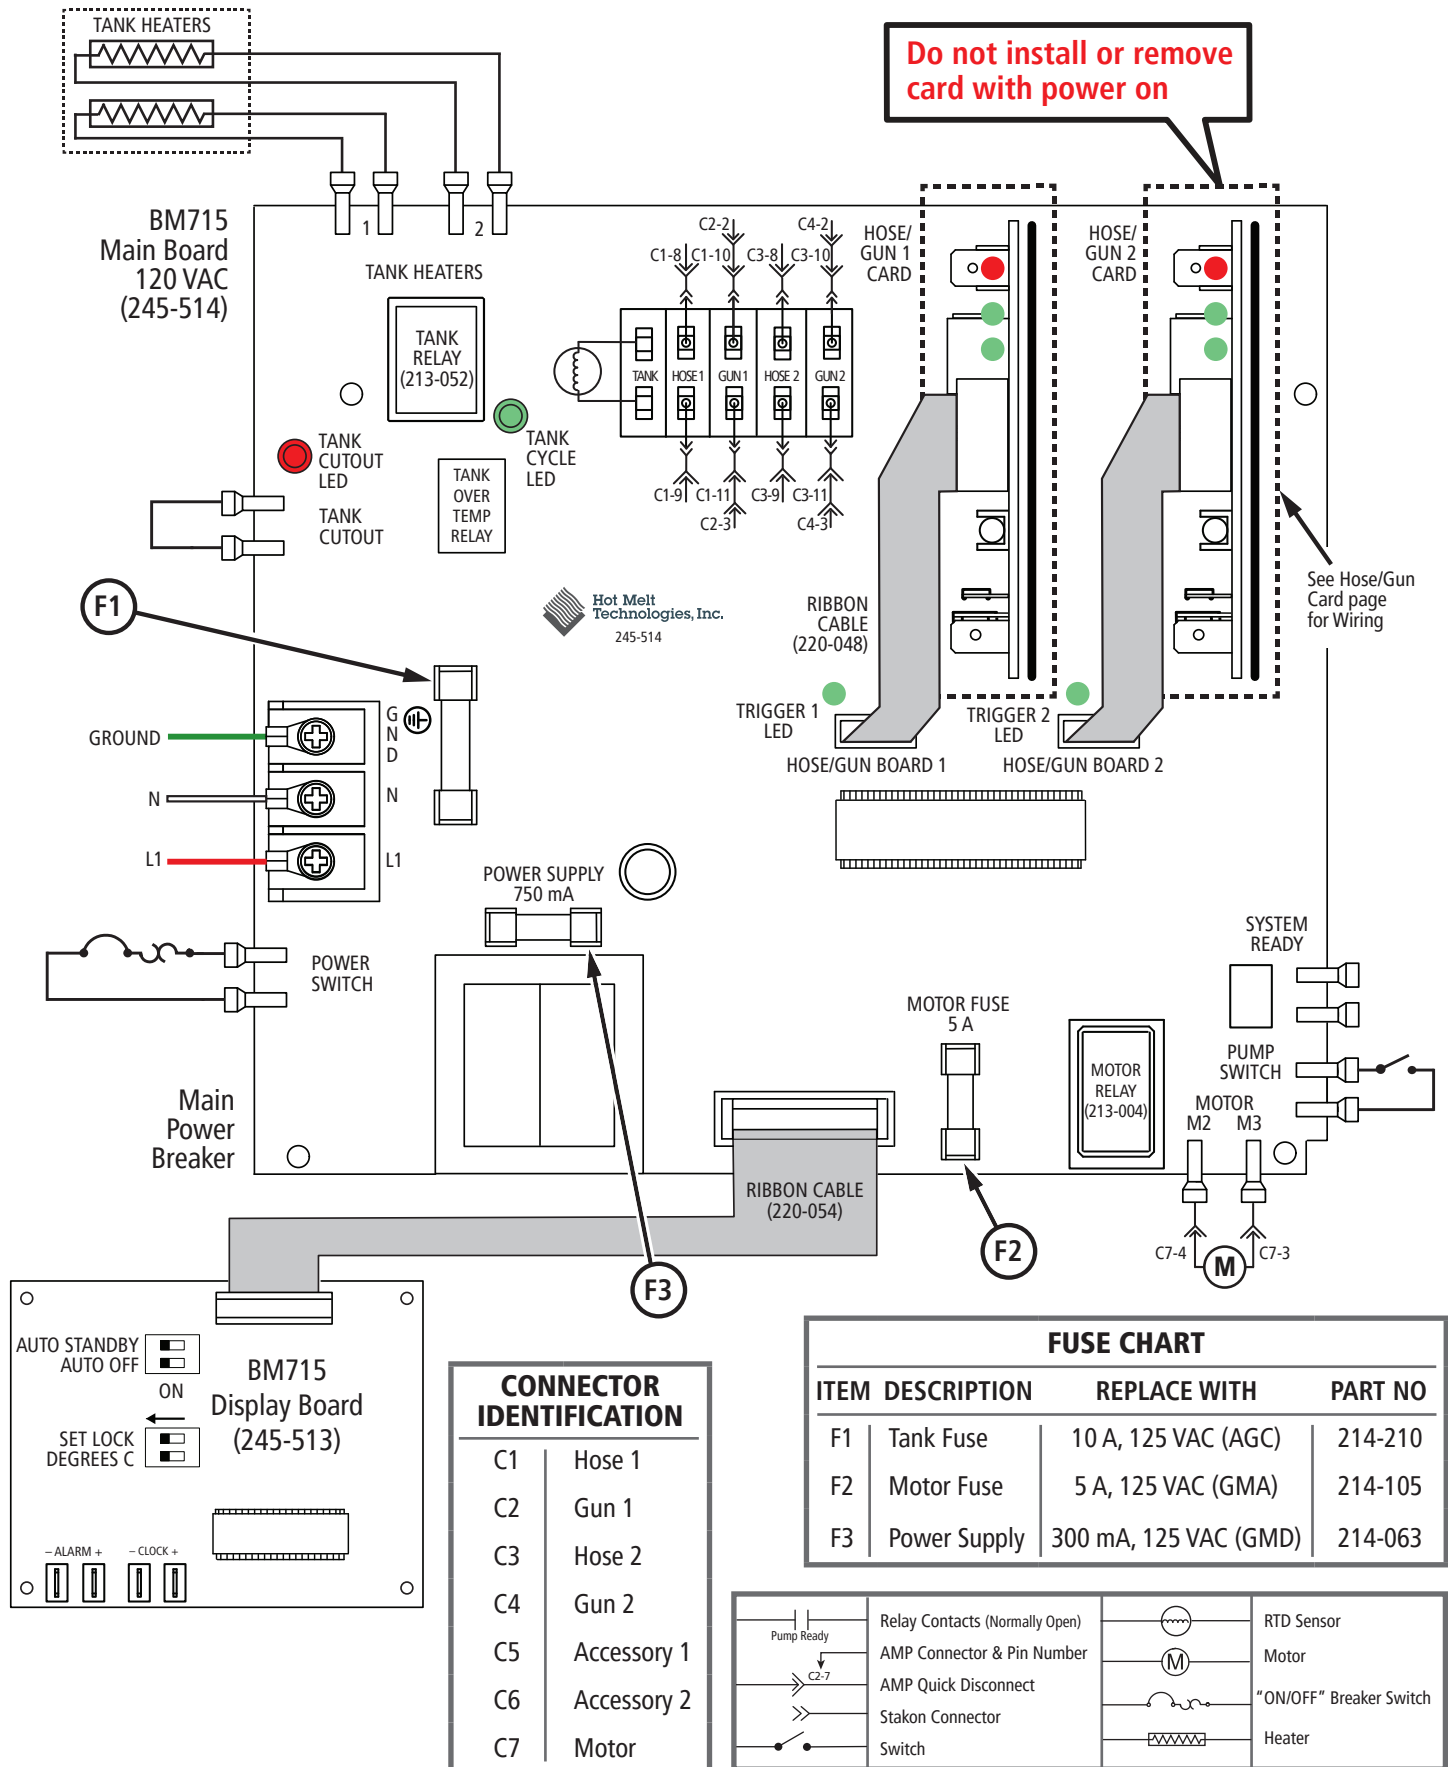 TANK HEATERS
Do not install or remove
card with power on
BM715
Main Board
120 VAC
(245-514)
1
2
TANK HEATERS
TANK
RELAY
(213-052)
TANK
CUTOUT
LED
TANK
CYCLE
LED
TANK
OVER
TEMP
RELAY
TANK
CUTOUT
C2-2
C4-2
C1-8
C1-10
C3-8
C3-10
TANK
HOSE 1
GUN 1
HOSE 2
GUN 2
C1-9
C1-11
C3-9
C3-11
C2-3
C4-3
HOSE/
GUN 1
CARD
HOSE/
GUN 2
CARD
See Hose/Gun
Card page
for Wiring
F1
Hot Melt
Technologies, Inc.
245-514
RIBBON
CABLE
(220-048)
TRIGGER 1
LED
TRIGGER 2
LED
HOSE/GUN BOARD 1
HOSE/GUN BOARD 2
GROUND
N
L1
G
N
D
N
L1
POWER SUPPLY
750 mA
POWER
SWITCH
Main
Power
Breaker
MOTOR FUSE
5 A
MOTOR
RELAY
(213-004)
SYSTEM
READY
PUMP
SWITCH
MOTOR
M2
M3
C7-4
M
C7-3
RIBBON CABLE
(220-054)
F2
F3
AUTO STANDBY
AUTO OFF
ON
SET LOCK
DEGREES C
BM715
Display Board
(245-513)
– ALARM +
– CLOCK +
CONNECTOR
IDENTIFICATION
C1 Hose 1
C2 Gun 1
C3 Hose 2
C4 Gun 2
C5 Accessory 1
C6 Accessory 2
C7 Motor
FUSE CHART
ITEM DESCRIPTION REPLACE WITH PART NO
F1 Tank Fuse 10 A, 125 VAC (AGC) 214-210
F2 Motor Fuse 5 A, 125 VAC (GMA) 214-105
F3 Power Supply 300 mA, 125 VAC (GMD) 214-063
Pump Ready
Relay Contacts (Normally Open)
AMP Connector & Pin Number
C2-7
AMP Quick Disconnect
Stakon Connector
Switch
RTD Sensor
M
Motor
"ON/OFF" Breaker Switch
Heater